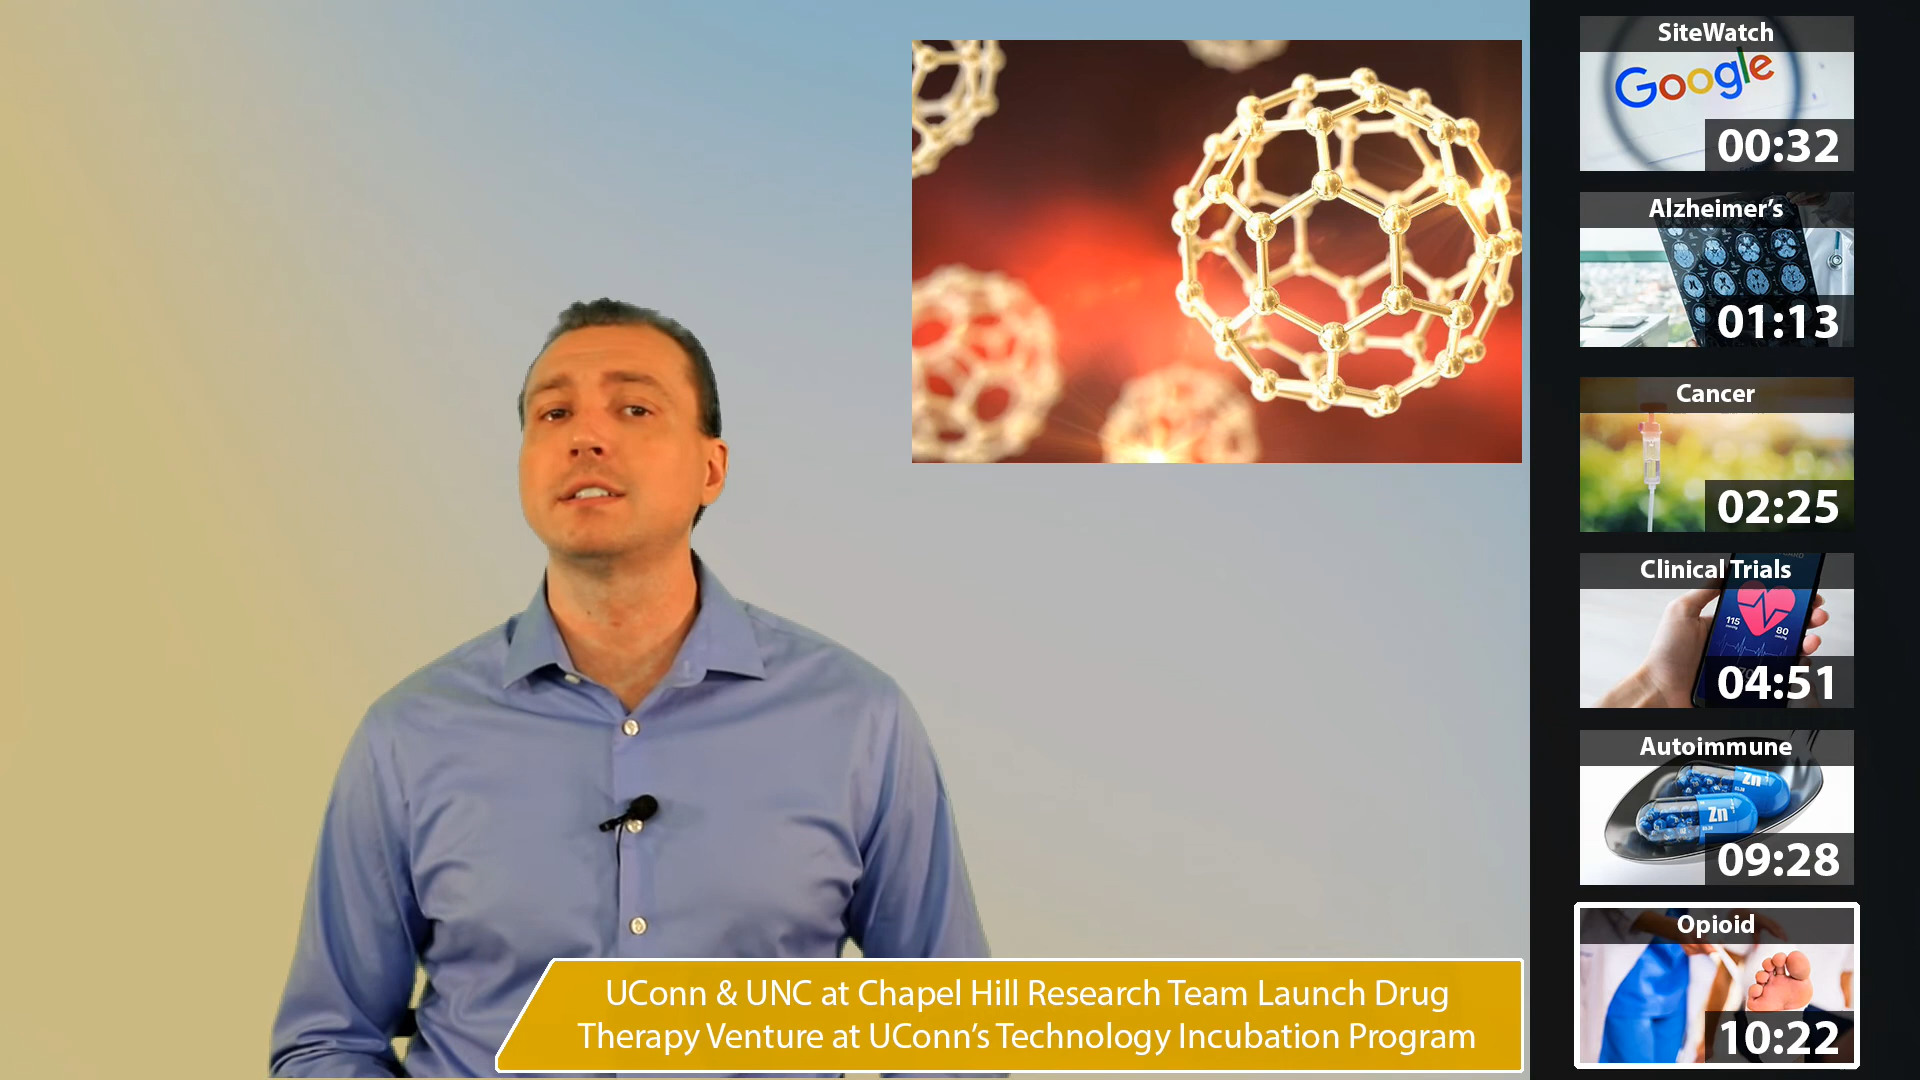 SiteWatch
Google
00:32
Alzheimer's
01:13
Cancer
02:25
Clinical Trials
115
80
04:51
Autoimmune
Zn
Zn
09:28
Opioid
10:22
UConn & UNC at Chapel Hill Research Team Launch Drug
Therapy Venture at UConn's Technology Incubation Program